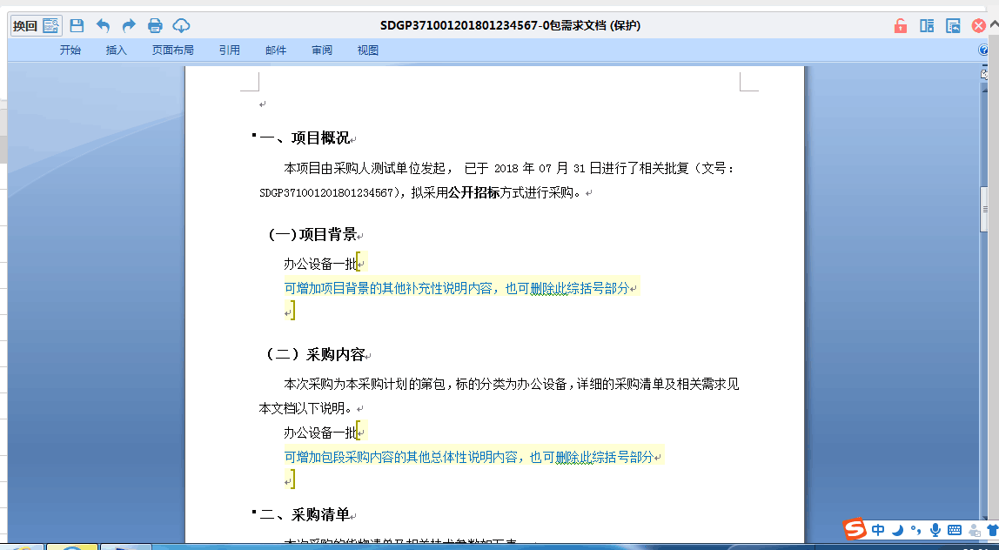 换回
SDGP371001201801234567-0包需求文档 (保护)
开始 插入 页面布局 引用 邮件 审阅 视图
一、项目概况
本项目由采购人测试单位发起， 已于 2018 年 07 月 31 日进行了相关批复（文号：
SDGP371001201801234567），拟采用公开招标方式进行采购。
(一)项目背景
办公设备一批[
可增加项目背景的其他补充性说明内容，也可删除此综括号部分
]
（二）采购内容
本次采购为本采购计划的第包,标的分类为办公设备,详细的采购清单及相关需求见
本文档以下说明。
办公设备一批[
可增加包段采购内容的其他总体性说明内容，也可删除此综括号部分
]
二、采购清单
本次采购的货物清单及相关技术参数如下表
中